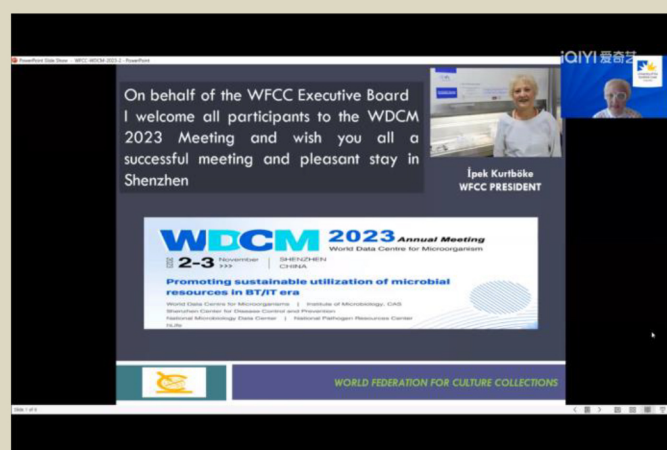 PowerPoint Slide Show - WFCC-WDCM-2023-2 - PowerPoint
iQIYI 爱奇艺
On behalf of the WFCC Executive Board
I welcome all participants to the WDCM
2023 Meeting and wish you all a
successful meeting and pleasant stay in
Shenzhen
İpek Kurtböke
WFCC PRESIDENT
WDCM 2023 Annual Meeting
World Data Centre for Microorganism
2-3 November >>> SHENZHEN CHINA
Promoting sustainable utilization of microbial
resources in BT/IT era
World Data Centre for Microorganisms | Institute of Microbiology, CAS
Shenzhen Center for Disease Control and Prevention
National Microbiology Data Center | National Pathogen Resources Center
WORLD FEDERATION FOR CULTURE COLLECTIONS